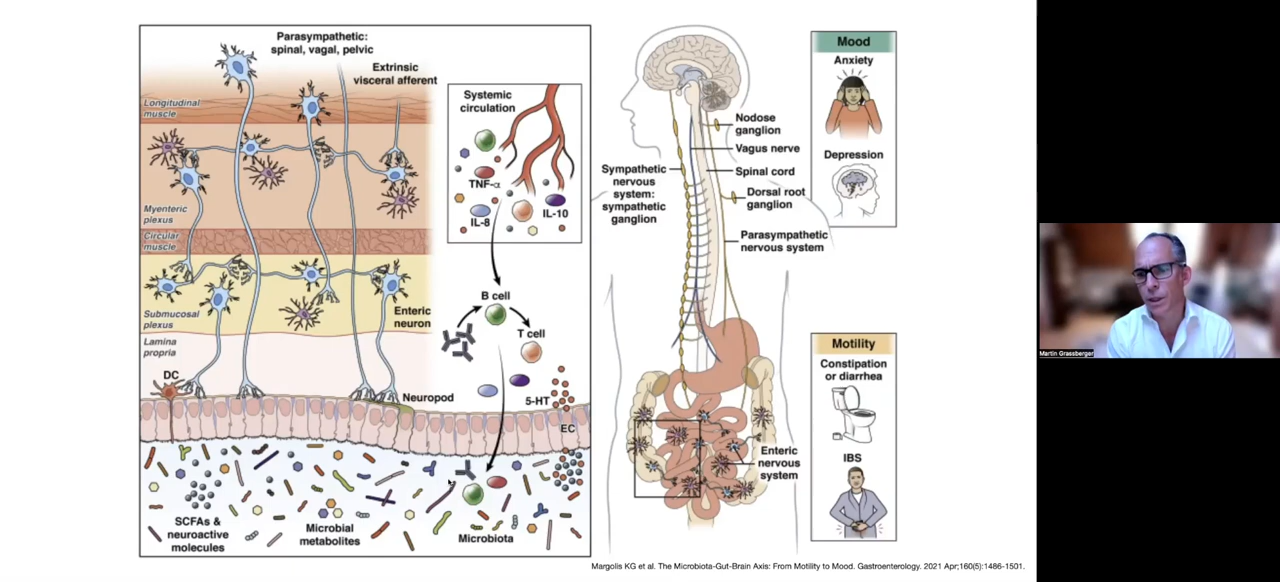 Parasympathetic:
spinal, vagal, pelvic
Extrinsic
visceral afferent
Longitudinal
muscle
Myenteric
plexus
Circular
muscle
Submucosal
plexus
Enteric
neuron
Lamina
propria
DC
Neuropod
EC
5-HT
SCFAs &
neuroactive
molecules
Microbial
metabolites
Microbiota
Systemic
circulation
TNF-α
IL-8
IL-10
B cell
T cell
Nodose
ganglion
Vagus nerve
Spinal cord
Dorsal root
ganglion
Parasympathetic
nervous system
Sympathetic
nervous
system:
sympathetic
ganglion
Enteric
nervous
system
Mood
Anxiety
Depression
Motility
Constipation
or diarrhea
IBS
Margolis KG et al. The Microbiota-Gut-Brain Axis: From Motility to Mood. Gastroenterology. 2021 Apr;160(5):1486-1501.
Martin Grassberger